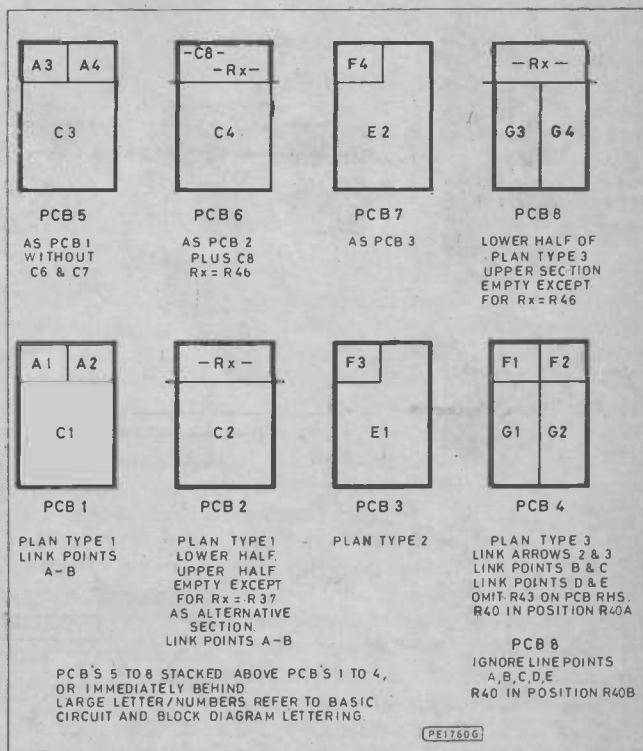 A3 A4
C3
PCB 5
AS PCB 1
WITHOUT
C6 & C7
-C8-
-Rx-
C4
PCB 6
AS PCB 2
PLUS C8
Rx = R46
F4
E2
PCB 7
AS PCB 3
-Rx-
G3 G4
PCB 8
LOWER HALF OF
PLAN TYPE 3
UPPER SECTION
EMPTY EXCEPT
FOR Rx = R46
A1 A2
C1
PCB 1
PLAN TYPE 1
LINK POINTS
A-B
-Rx-
C2
PCB 2
PLAN TYPE 1
LOWER HALF.
UPPER HALF
EMPTY EXCEPT
FOR Rx = R37
AS ALTERNATIVE
SECTION.
LINK POINTS A-B
F3
E1
PCB 3
PLAN TYPE 2
F1 F2
G1 G2
PCB 4
PLAN TYPE 3
LINK ARROWS 2 & 3
LINK POINTS B & C
LINK POINTS D & E
OMIT R43 ON PCB RHS.
R40 IN POSITION R40A
PCB 8
IGNORE LINE POINTS
A,B,C,D,E.
R40 IN POSITION R40B
PCB'S 5 TO 8 STACKED ABOVE PCB'S 1 TO 4,
OR IMMEDIATELY BEHIND.
LARGE LETTER/NUMBERS REFER TO BASIC
CIRCUIT AND BLOCK DIAGRAM LETTERING.
PE1760G